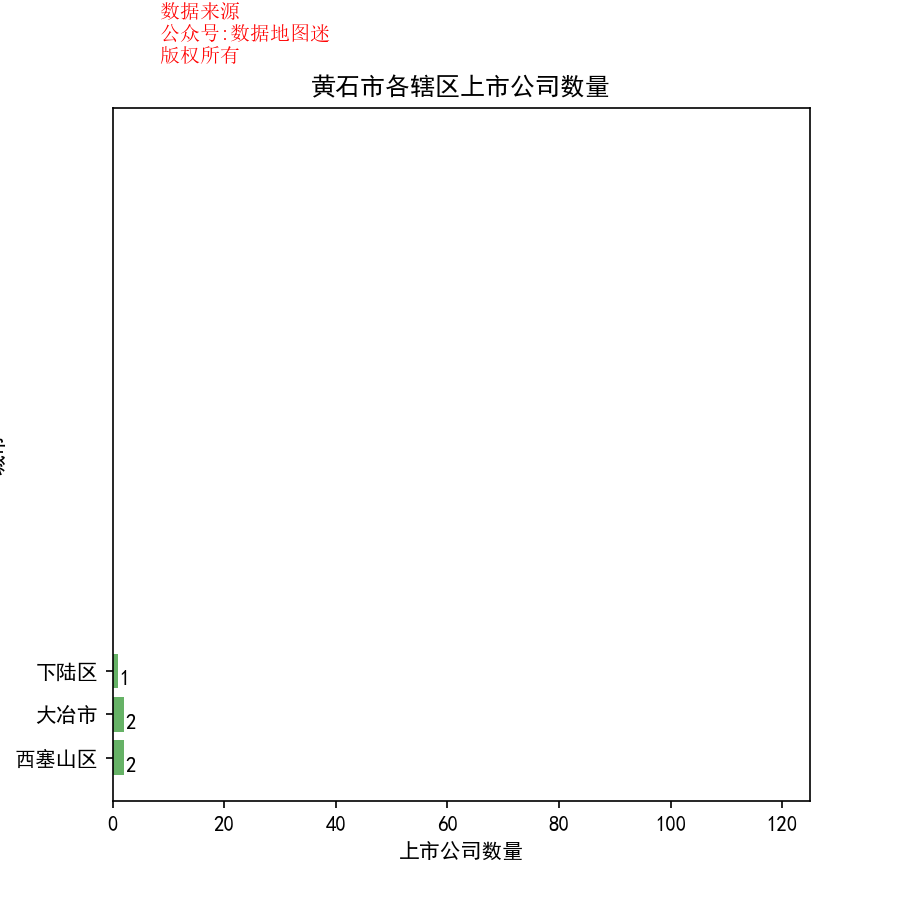 数据来源
公众号:数据地图迷
版权所有
黄石市各辖区上市公司数量
下陆区
1
大冶市
2
西塞山区
2
0 20 40 60 80 100 120
上市公司数量